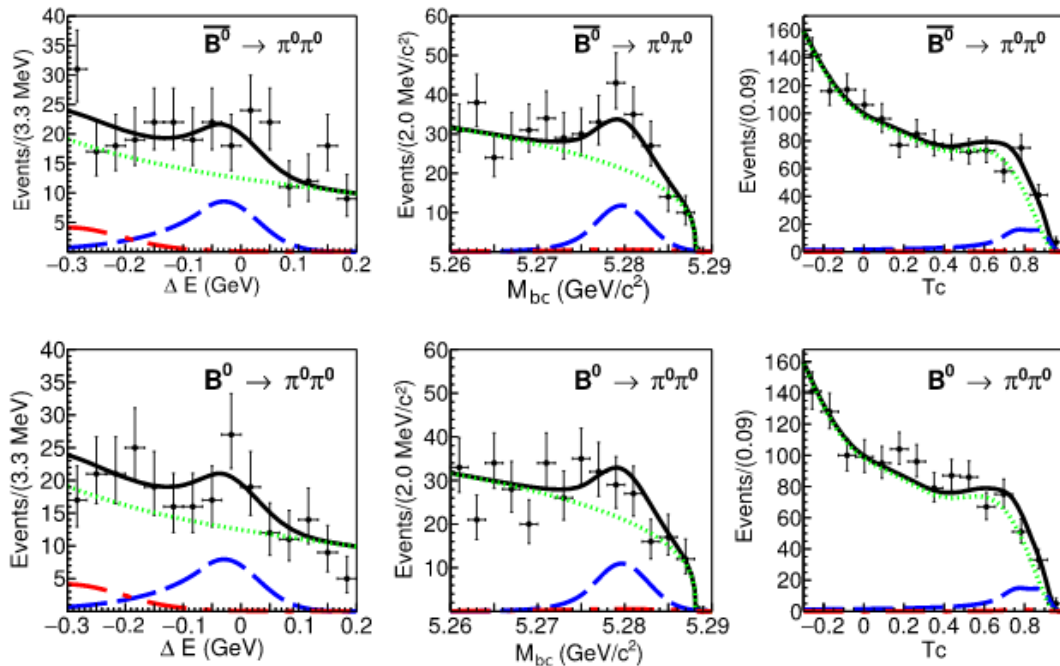 40
35
30
25
20
15
10
5
Events/(3.3 MeV)
B⁰ → π⁰π⁰
−0.3 −0.2 −0.1 0 0.1 0.2
Δ E (GeV)
60
50
40
30
20
10
0
Events/(2.0 MeV/c²)
B⁰ → π⁰π⁰
5.26 5.27 5.28 5.29
M_bc (GeV/c²)
160
140
120
100
80
60
40
20
0
Events/(0.09)
B⁰ → π⁰π⁰
−0.2 0 0.2 0.4 0.6 0.8
Tc
40
35
30
25
20
15
10
5
Events/(3.3 MeV)
B⁰ → π⁰π⁰
−0.3 −0.2 −0.1 0 0.1 0.2
Δ E (GeV)
60
50
40
30
20
10
0
Events/(2.0 MeV/c²)
B⁰ → π⁰π⁰
5.26 5.27 5.28 5.29
M_bc (GeV/c²)
160
140
120
100
80
60
40
20
0
Events/(0.09)
B⁰ → π⁰π⁰
−0.2 0 0.2 0.4 0.6 0.8
Tc